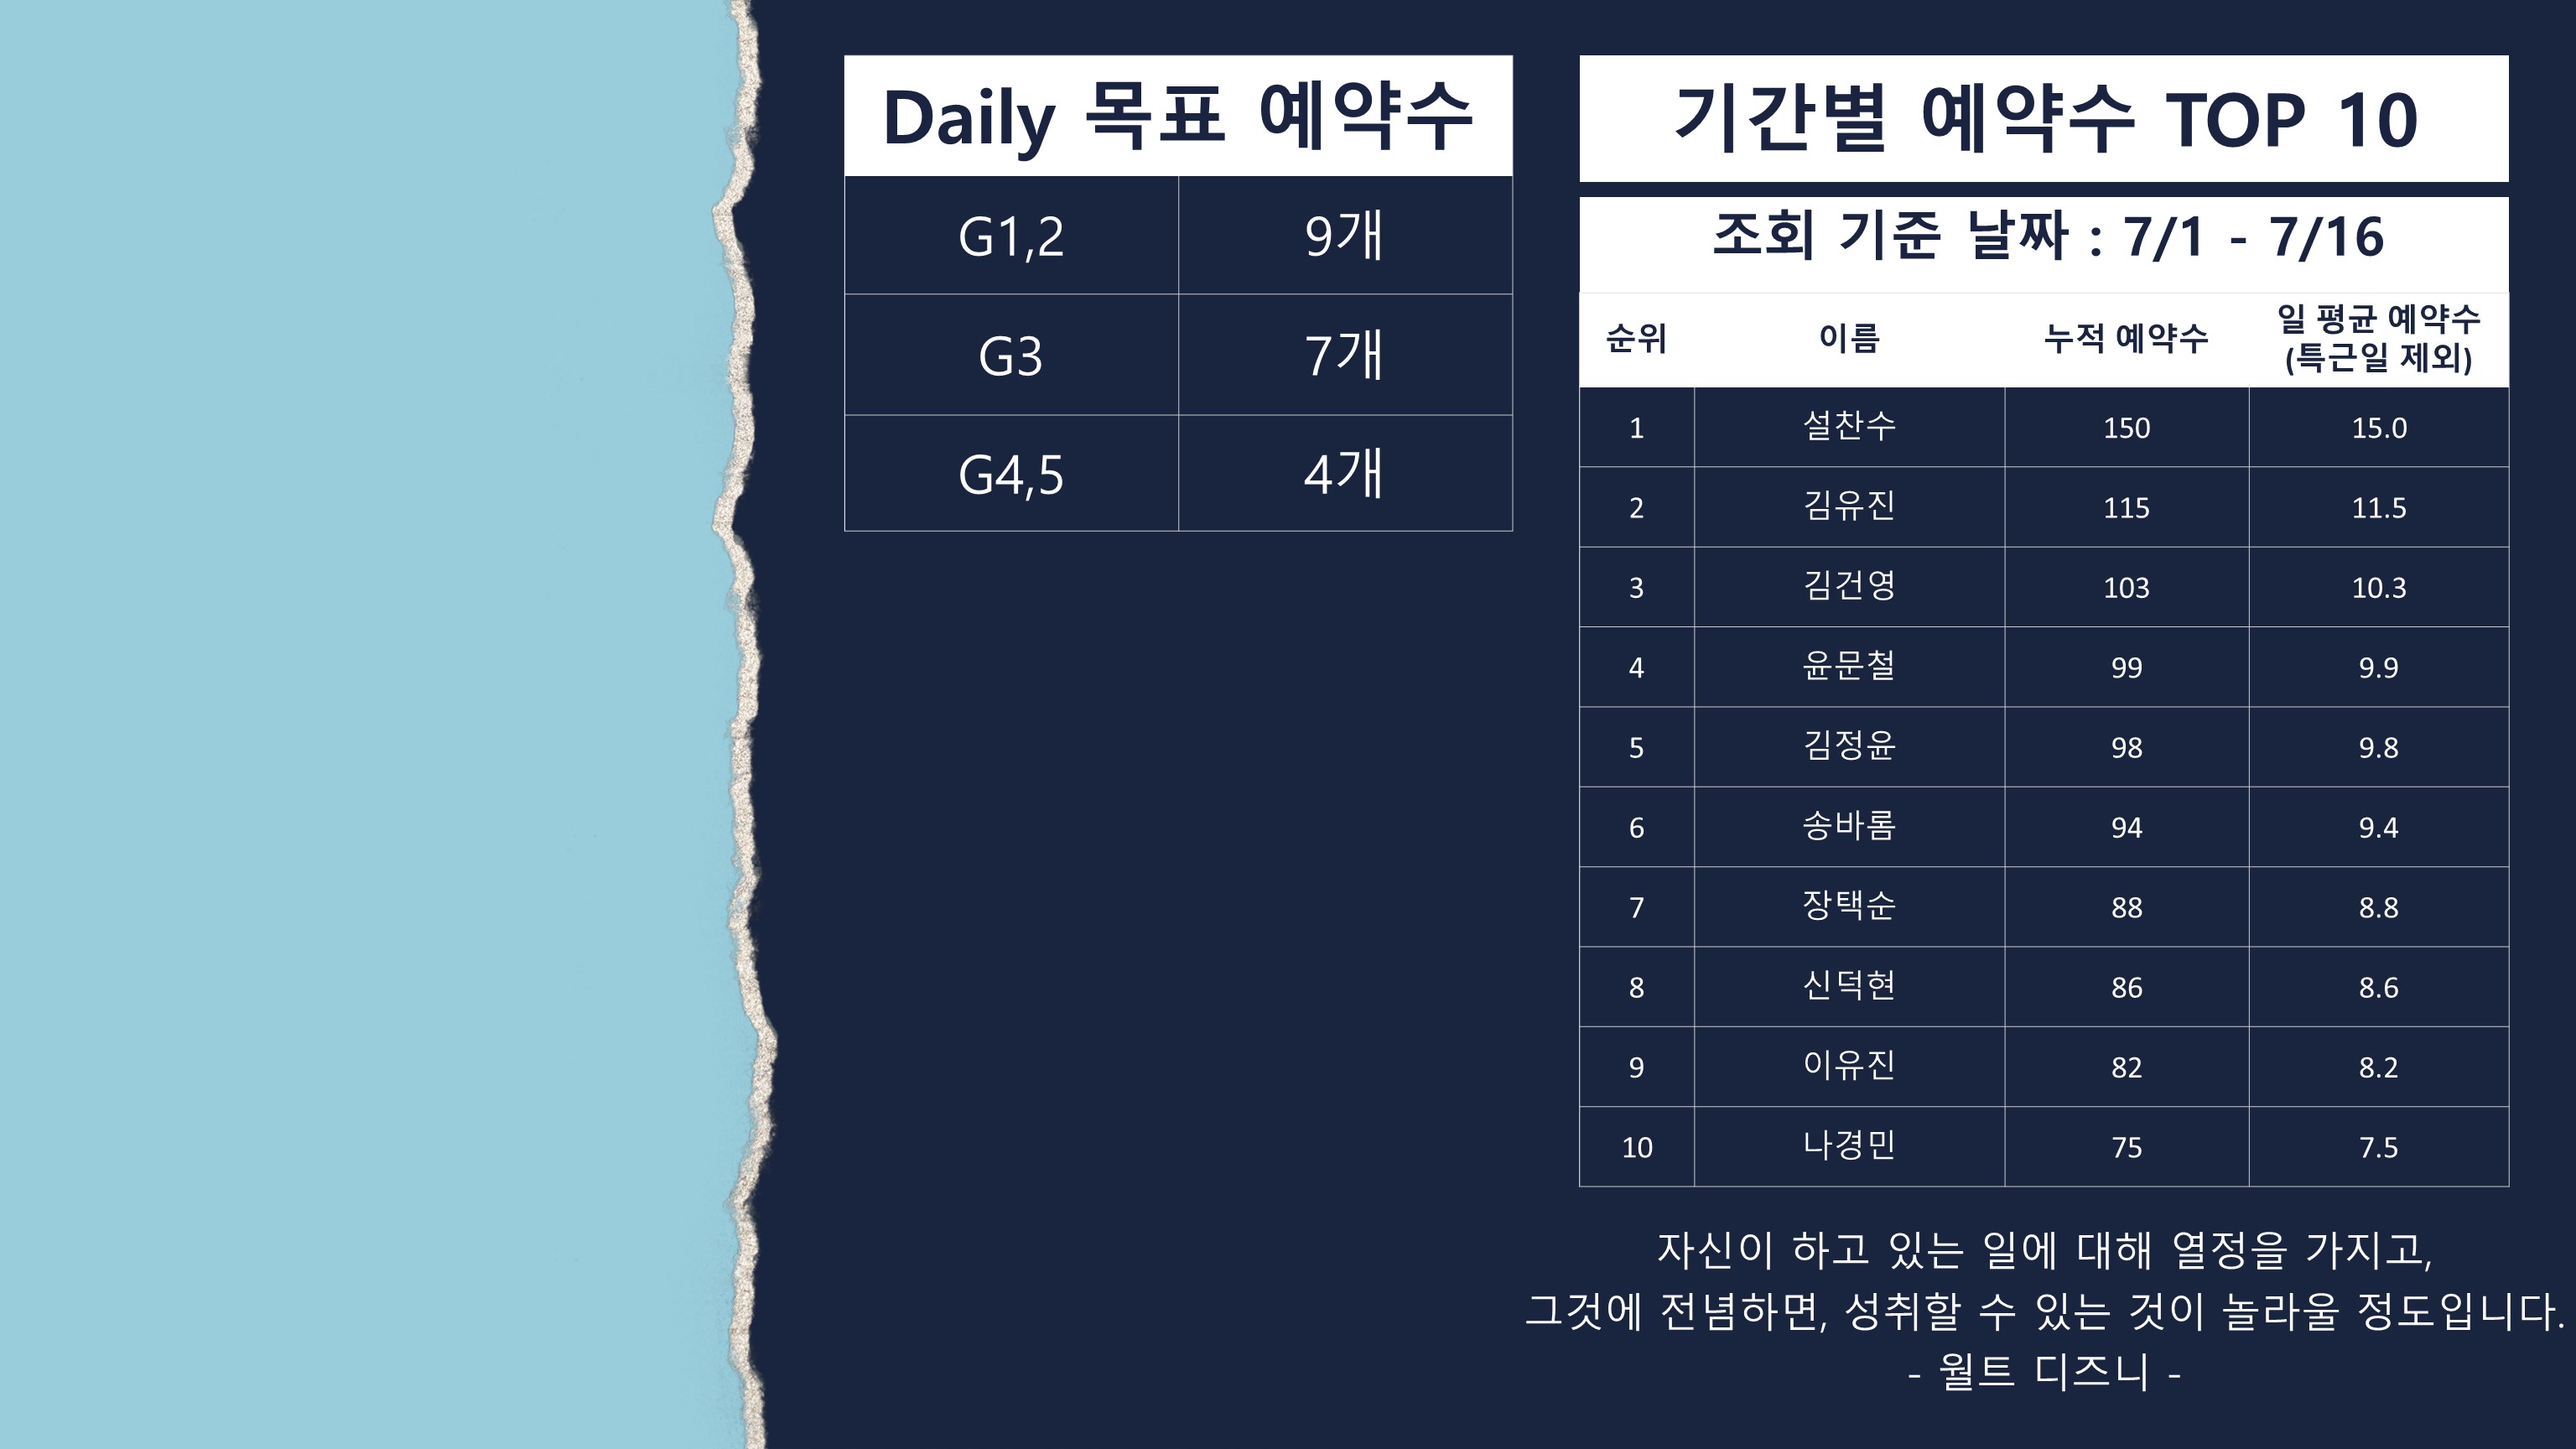 Daily 목표 예약수
G1,2 9개
G3 7개
G4,5 4개
기간별 예약수 TOP 10
조회 기준 날짜 : 7/1 - 7/16
순위 이름 누적 예약수 일 평균 예약수
(특근일 제외)
1 설찬수 150 15.0
2 김유진 115 11.5
3 김건영 103 10.3
4 윤문철 99 9.9
5 김정윤 98 9.8
6 송바롬 94 9.4
7 장택순 88 8.8
8 신덕현 86 8.6
9 이유진 82 8.2
10 나경민 75 7.5
자신이 하고 있는 일에 대해 열정을 가지고,
그것에 전념하면, 성취할 수 있는 것이 놀라울 정도입니다.
- 월트 디즈니 -